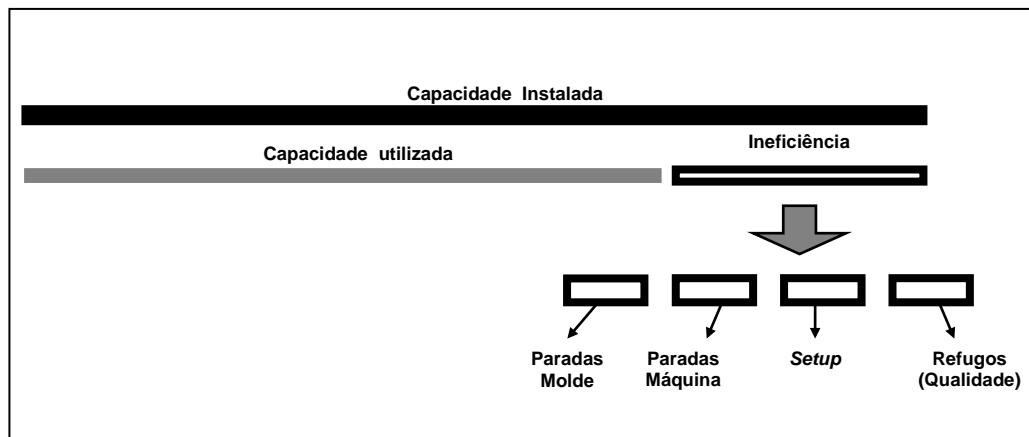 Capacidade Instalada
Capacidade utilizada
Ineficiência
Paradas
Molde
Paradas
Máquina
Setup
Refugos
(Qualidade)